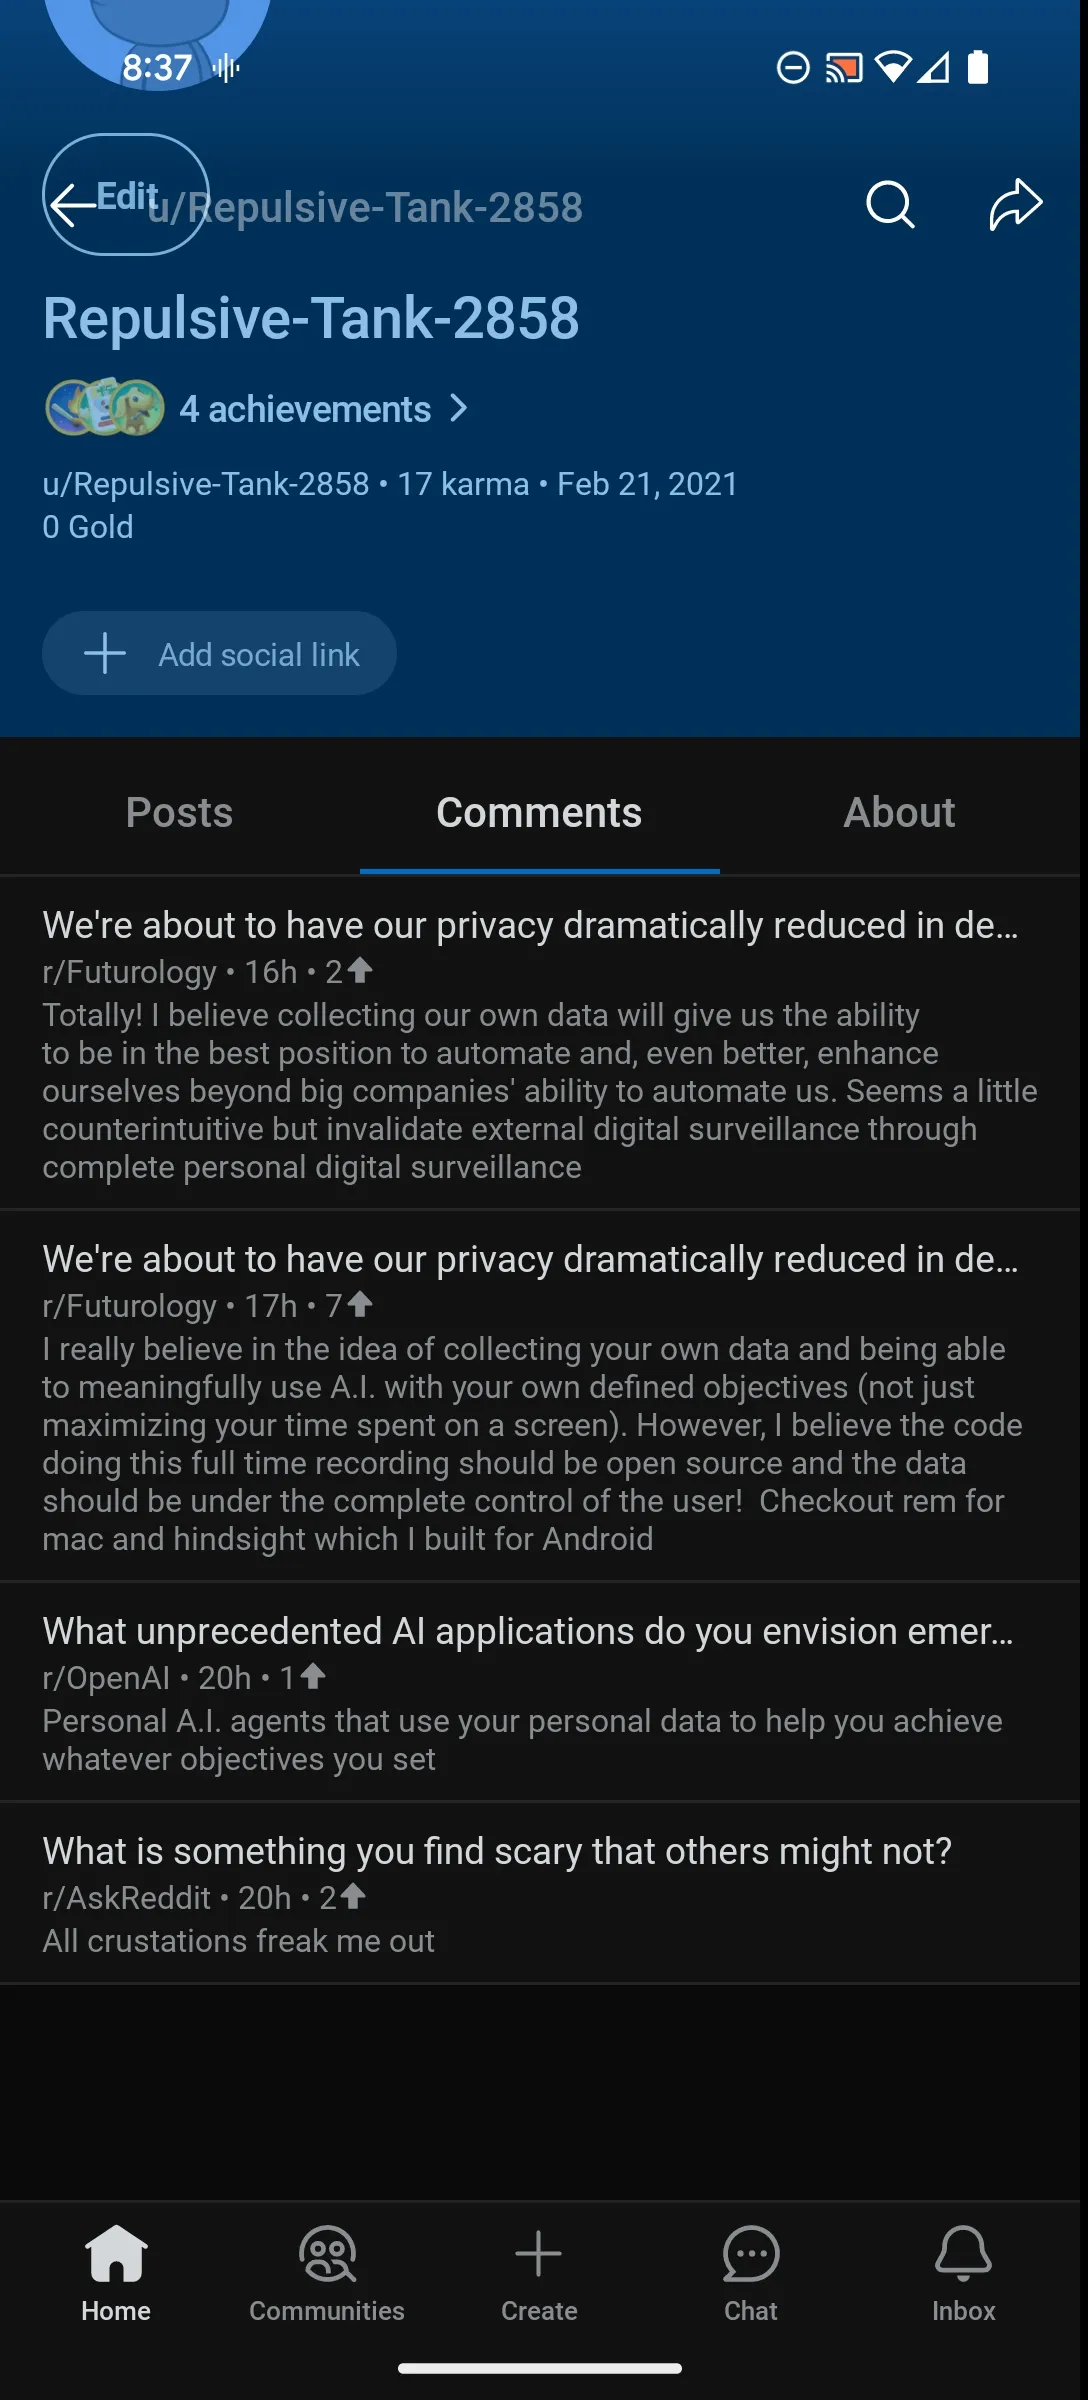 8:37
Edit
u/Repulsive-Tank-2858
Repulsive-Tank-2858
4 achievements
u/Repulsive-Tank-2858 • 17 karma • Feb 21, 2021
0 Gold
Add social link
Posts
Comments
About
We're about to have our privacy dramatically reduced in de...
r/Futurology • 16h • 2
Totally! I believe collecting our own data will give us the ability
to be in the best position to automate and, even better, enhance
ourselves beyond big companies' ability to automate us. Seems a little
counterintuitive but invalidate external digital surveillance through
complete personal digital surveillance
We're about to have our privacy dramatically reduced in de...
r/Futurology • 17h • 7
I really believe in the idea of collecting your own data and being able
to meaningfully use A.I. with your own defined objectives (not just
maximizing your time spent on a screen). However, I believe the code
doing this full time recording should be open source and the data
should be under the complete control of the user!  Checkout rem for
mac and hindsight which I built for Android
What unprecedented AI applications do you envision emer...
r/OpenAI • 20h • 1
Personal A.I. agents that use your personal data to help you achieve
whatever objectives you set
What is something you find scary that others might not?
r/AskReddit • 20h • 2
All crustations freak me out
Home
Communities
Create
Chat
Inbox